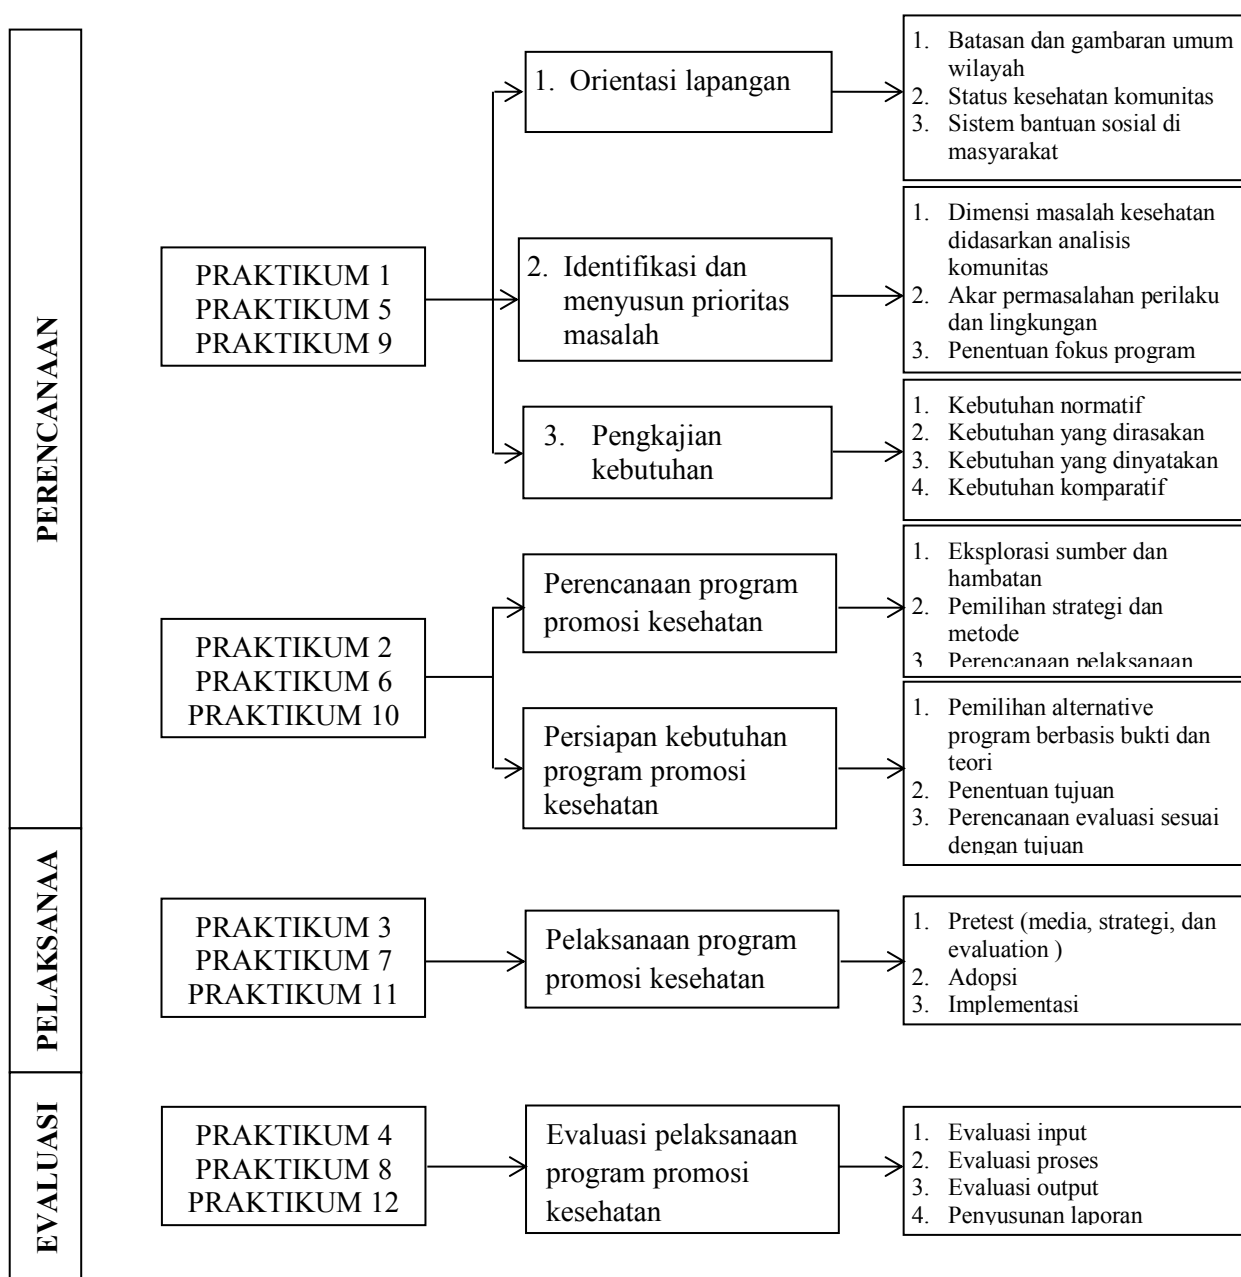 PERENCANAAN
PRAKTIKUM 1
PRAKTIKUM 5
PRAKTIKUM 9
1. Orientasi lapangan
1. Batasan dan gambaran umum
wilayah
2. Status kesehatan komunitas
3. Sistem bantuan sosial di
masyarakat
2. Identifikasi dan
menyusun prioritas
masalah
1. Dimensi masalah kesehatan
didasarkan analisis
komunitas
2. Akar permasalahan perilaku
dan lingkungan
3. Penentuan fokus program
3. Pengkajian
kebutuhan
1. Kebutuhan normatif
2. Kebutuhan yang dirasakan
3. Kebutuhan yang dinyatakan
4. Kebutuhan komparatif
PRAKTIKUM 2
PRAKTIKUM 6
PRAKTIKUM 10
Perencanaan program
promosi kesehatan
1. Eksplorasi sumber dan
hambatan
2. Pemilihan strategi dan
metode
3. Perencanaan pelaksanaan
Persiapan kebutuhan
program promosi
kesehatan
1. Pemilihan alternative
program berbasis bukti dan
teori
2. Penentuan tujuan
3. Perencanaan evaluasi sesuai
dengan tujuan
PELAKSANAA
PRAKTIKUM 3
PRAKTIKUM 7
PRAKTIKUM 11
Pelaksanaan program
promosi kesehatan
1. Pretest (media, strategi, dan
evaluation )
2. Adopsi
3. Implementasi
EVALUASI
PRAKTIKUM 4
PRAKTIKUM 8
PRAKTIKUM 12
Evaluasi pelaksanaan
program promosi
kesehatan
1. Evaluasi input
2. Evaluasi proses
3. Evaluasi output
4. Penyusunan laporan